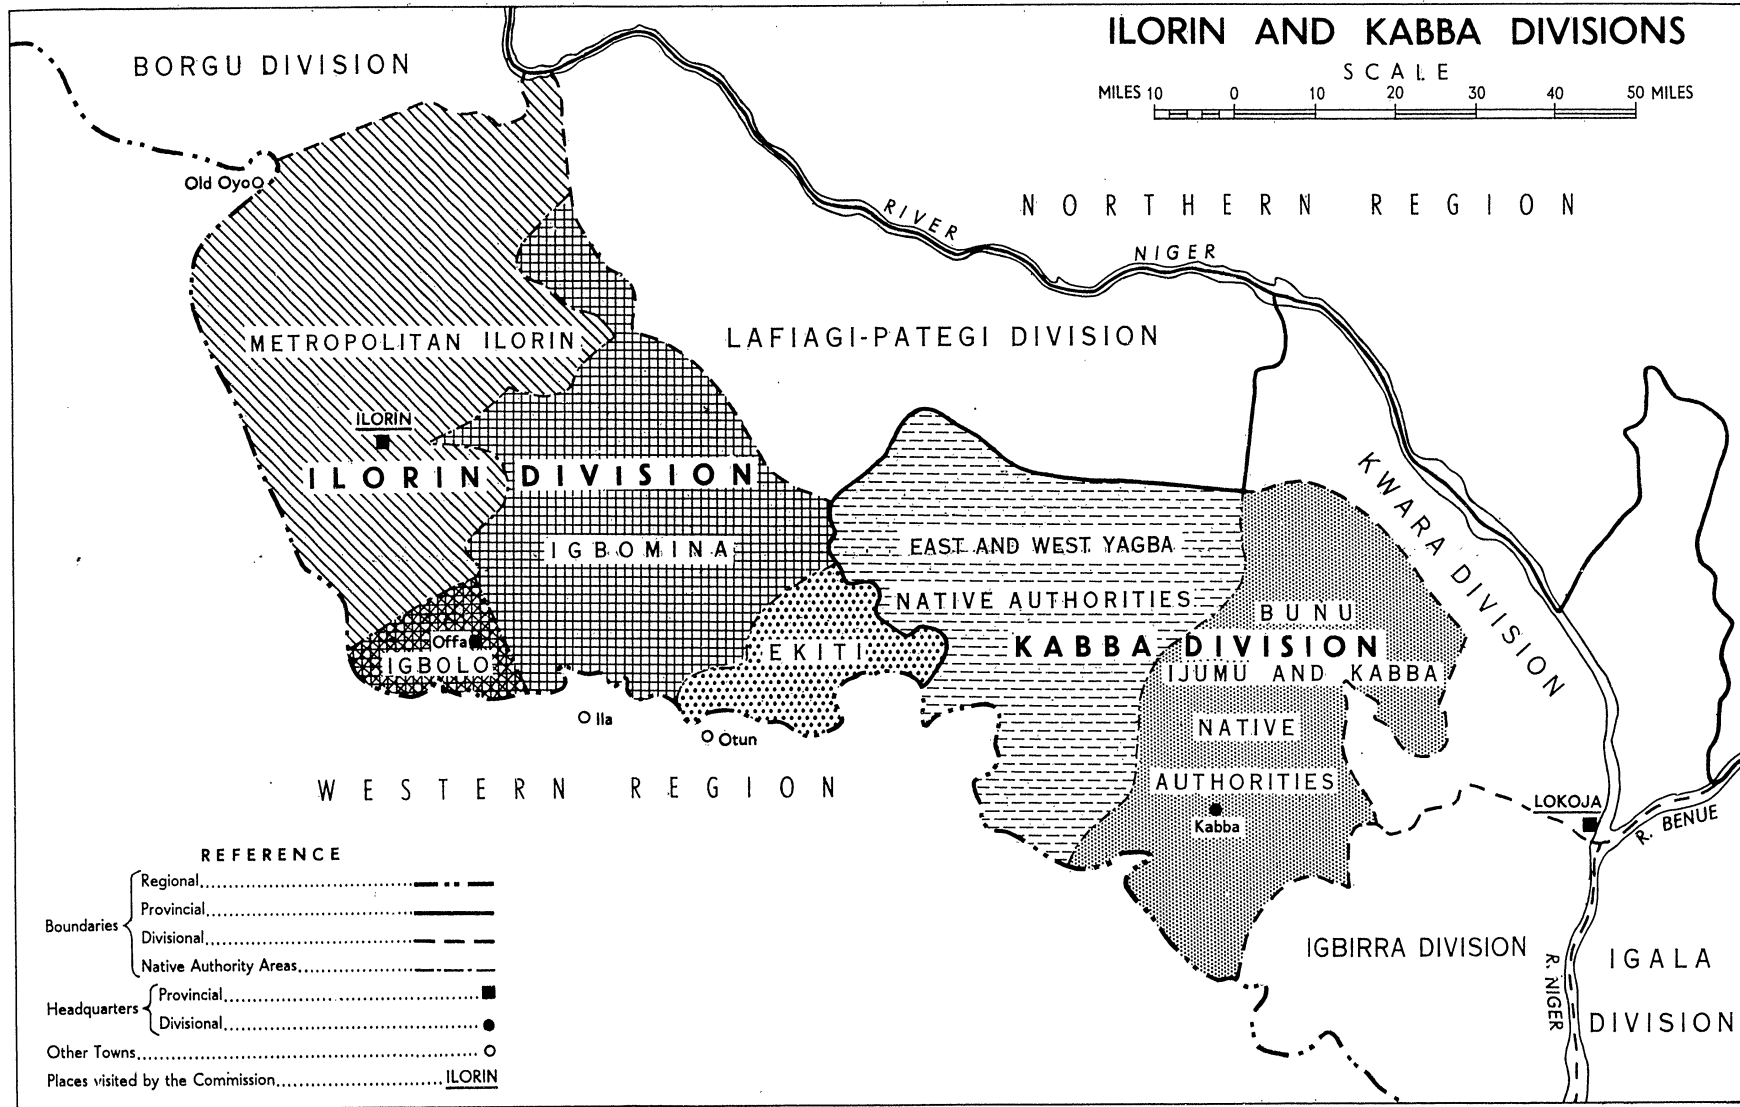 ILORIN AND KABBA DIVISIONS
SCALE
MILES 10 0 10 20 30 40 50 MILES
BORGU DIVISION
Old Oyo
NORTHERN REGION
RIVER NIGER
METROPOLITAN ILORIN
LAFIAGI-PATEGI DIVISION
ILORIN
ILORIN DIVISION
KWARA DIVISION
IGBOMINA
EAST AND WEST YAGBA
NATIVE AUTHORITIES
BUNU
KABBA DIVISION
IJUMU AND KABBA
NATIVE
AUTHORITIES
Kabba
Offa
IGBOLO
EKITI
Ila
Otun
WESTERN REGION
LOKOJA
R. BENUE
IGBIRRA DIVISION
R. NIGER
IGALA
DIVISION
REFERENCE
Boundaries
Regional
Provincial
Divisional
Native Authority Areas
Headquarters
Provincial
Divisional
Other Towns
Places visited by the Commission ILORIN